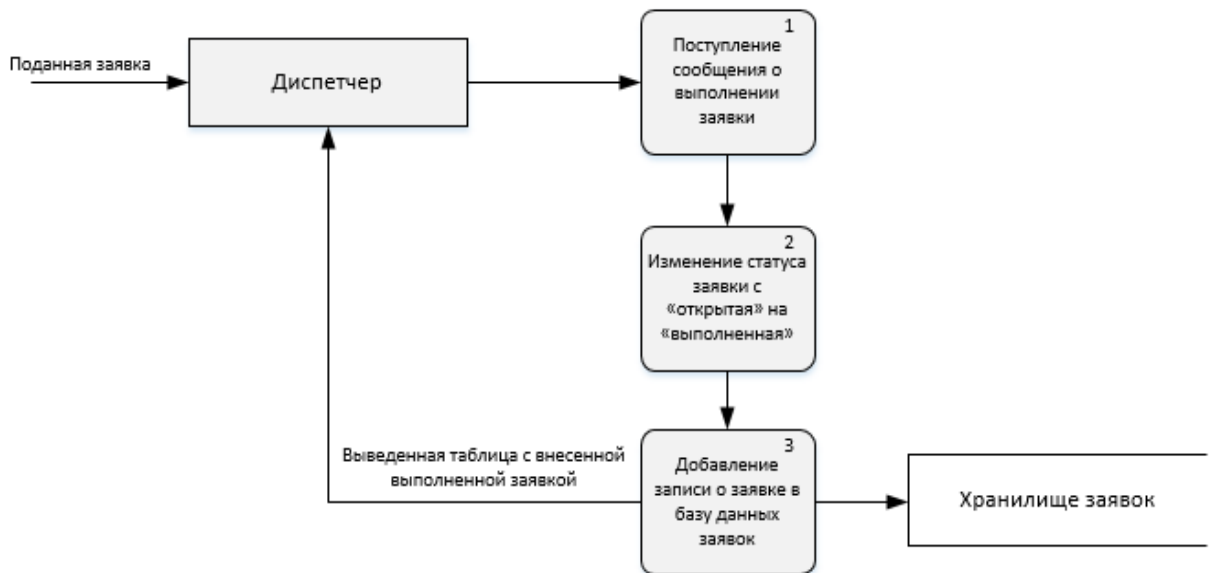 Поданная заявка
Диспетчер
1
Поступление
сообщения о
выполнении
заявки
2
Изменение статуса
заявки с
«открытая» на
«выполненная»
3
Добавление
записи о заявке в
базу данных
заявок
Выведенная таблица с внесенной
выполненной заявкой
Хранилище заявок